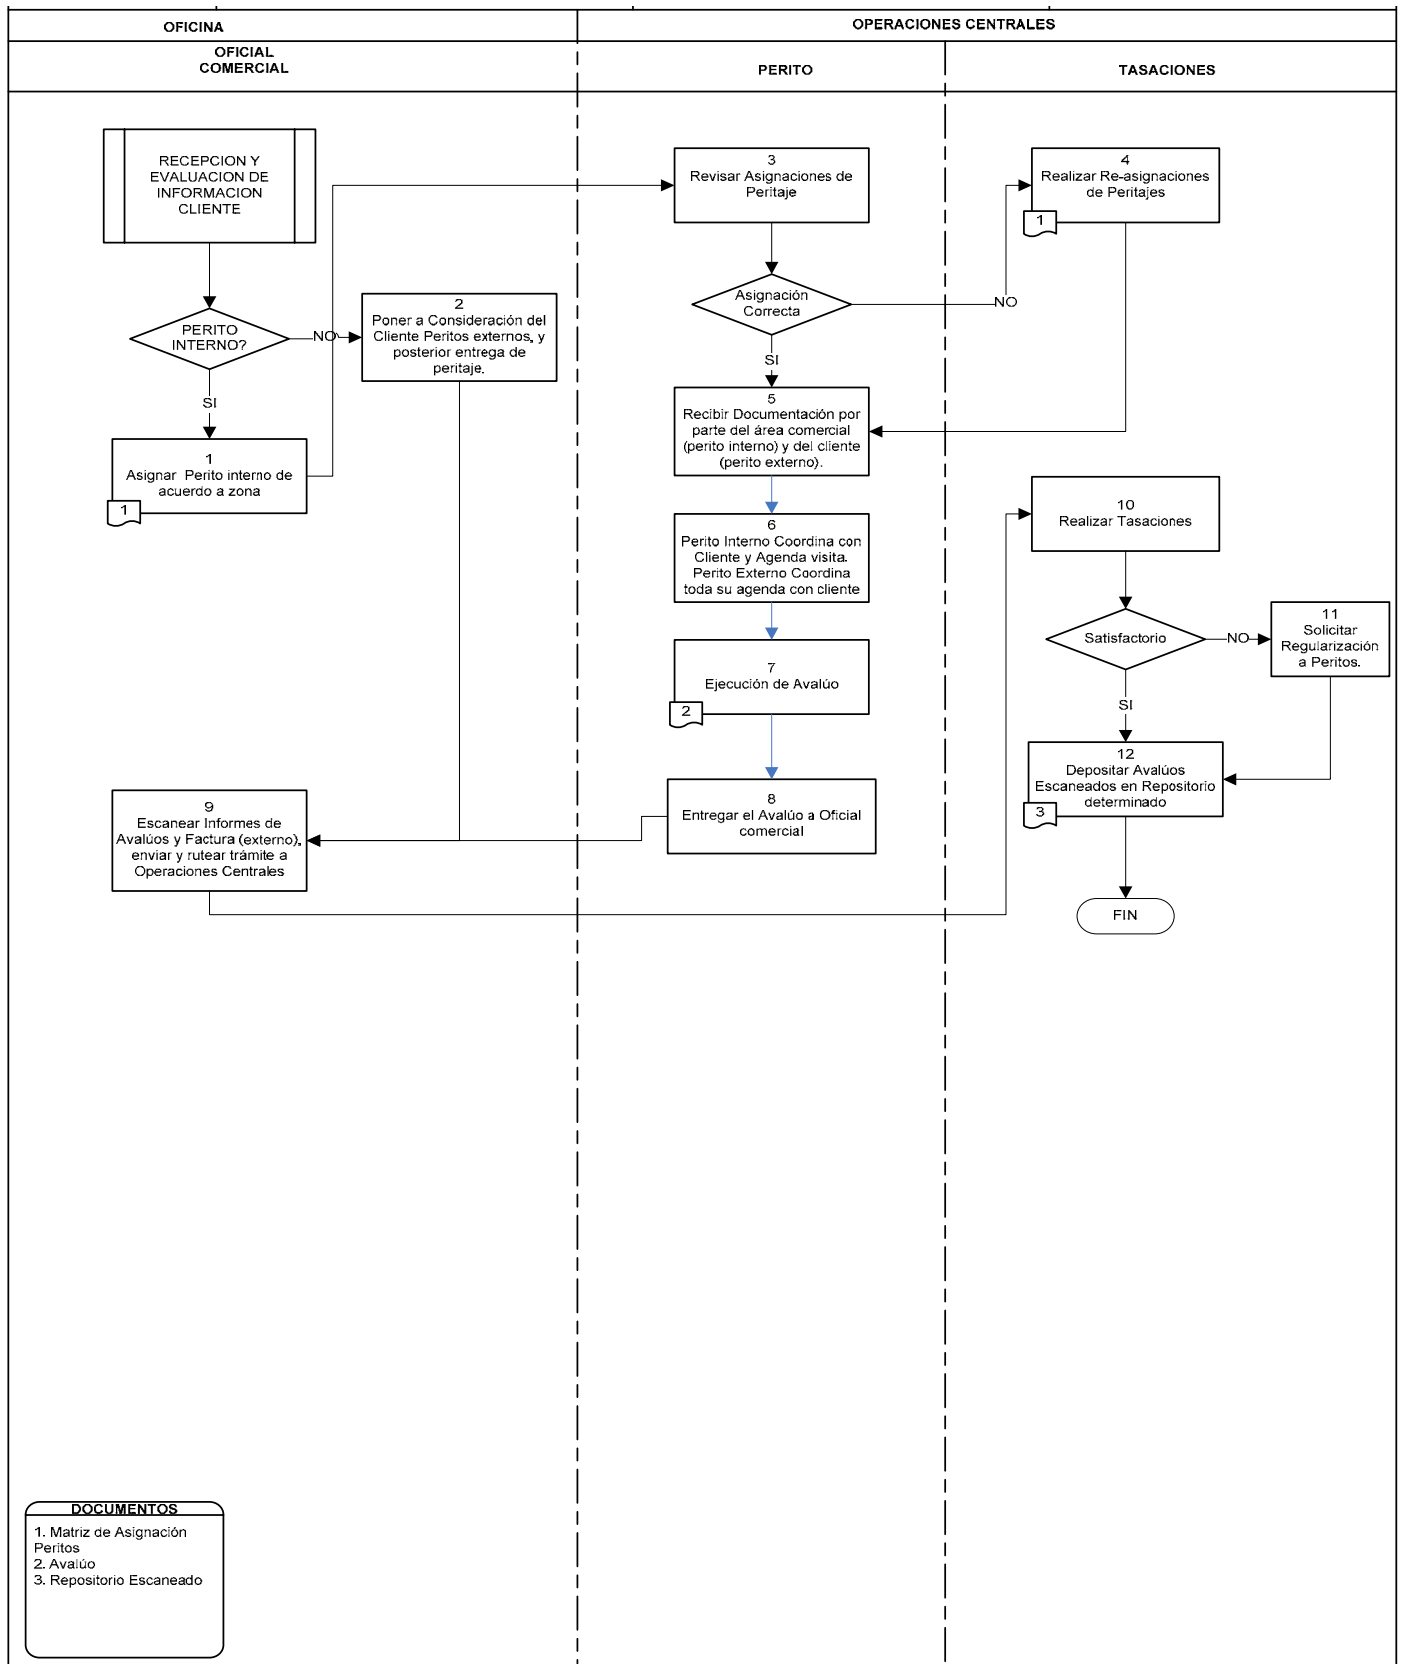 OFICINA
OPERACIONES CENTRALES
OFICIAL
COMERCIAL
PERITO
TASACIONES
RECEPCION Y
EVALUACION DE
INFORMACION
CLIENTE
PERITO
INTERNO?
NO
SI
1
Asignar Perito interno de
acuerdo a zona
1
2
Poner a Consideración del
Cliente Peritos externos, y
posterior entrega de
peritaje.
3
Revisar Asignaciones de
Peritaje
Asignación
Correcta
NO
SI
4
Realizar Re-asignaciones
de Peritajes
1
5
Recibir Documentación por
parte del área comercial
(perito interno) y del cliente
(perito externo).
6
Perito Interno Coordina con
Cliente y Agenda visita.
Perito Externo Coordina
toda su agenda con cliente
7
Ejecución de Avalúo
2
8
Entregar el Avalúo a Oficial
comercial
9
Escanear Informes de
Avalúos y Factura (externo),
enviar y rutear trámite a
Operaciones Centrales
10
Realizar Tasaciones
Satisfactorio
NO
SI
11
Solicitar
Regularización
a Peritos.
12
Depositar Avalúos
Escaneados en Repositorio
determinado
3
FIN
DOCUMENTOS
1. Matriz de Asignación
Peritos
2. Avalúo
3. Repositorio Escaneado